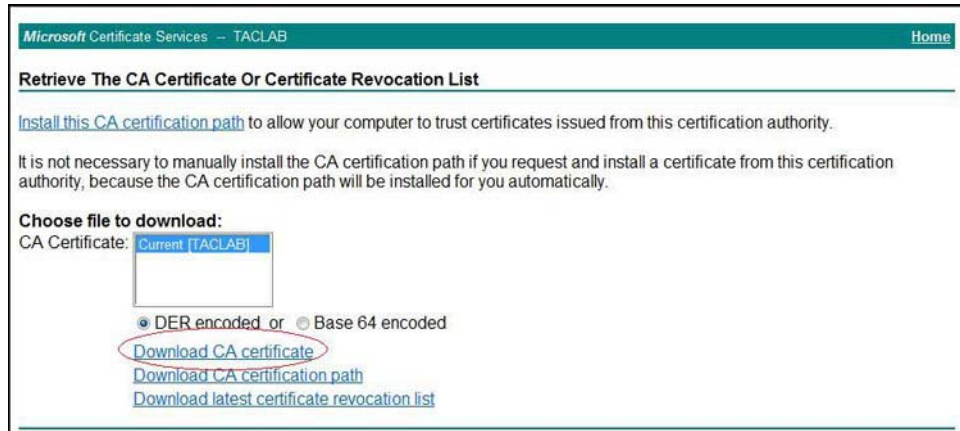 Microsoft Certificate Services -- TACLAB Home
Retrieve The CA Certificate Or Certificate Revocation List
Install this CA certification path to allow your computer to trust certificates issued from this certification authority.
It is not necessary to manually install the CA certification path if you request and install a certificate from this certification
authority, because the CA certification path will be installed for you automatically.
Choose file to download:
CA Certificate: Current [TACLAB]
DER encoded or Base 64 encoded
Download CA certificate
Download CA certification path
Download latest certificate revocation list